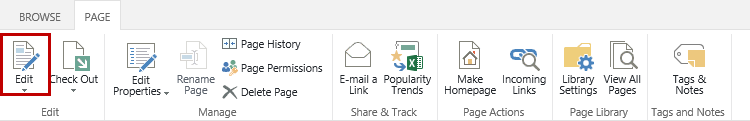 BROWSE PAGE
Edit
Check Out
Edit
Edit
Properties
Rename
Page
Page History
Page Permissions
Delete Page
Manage
E-mail a
Link
Popularity
Trends
Share & Track
Make
Homepage
Incoming
Links
Page Actions
Library
Settings
View All
Pages
Page Library
Tags &
Notes
Tags and Notes